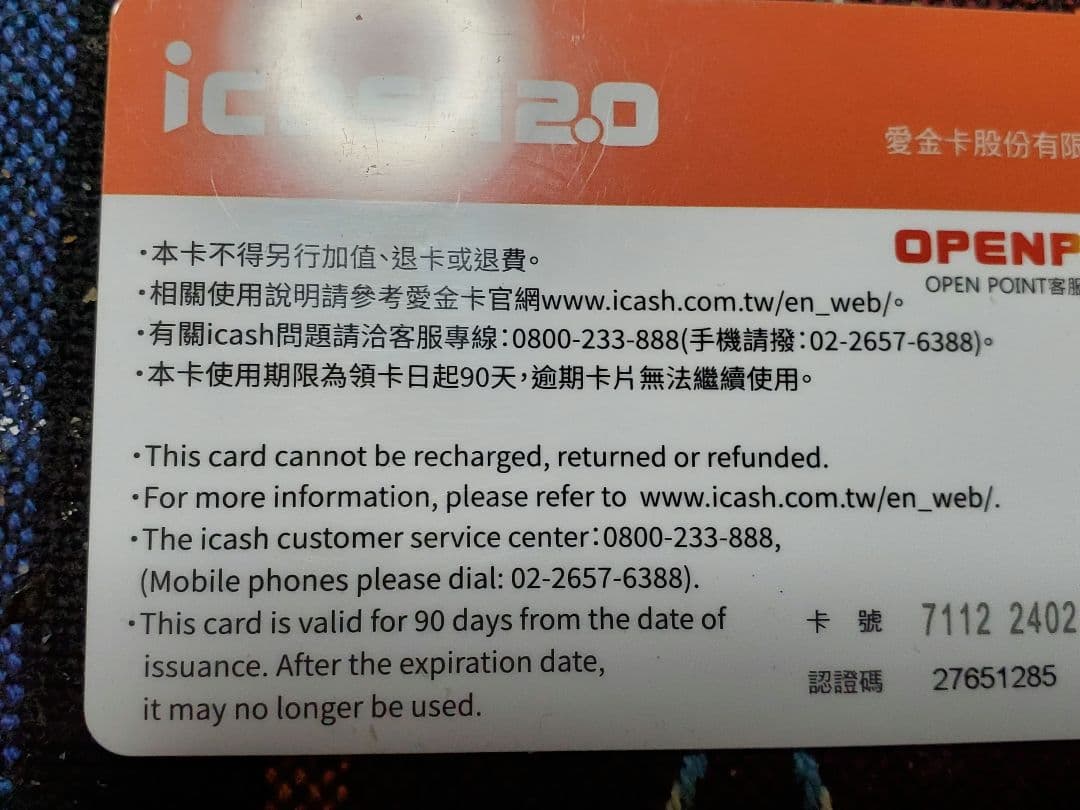 icash2.0
愛金卡股份有限
OPENP
OPEN POINT客服
·本卡不得另行加值、退卡或退費。
·相關使用說明請參考愛金卡官網www.icash.com.tw/en_web/。
·有關icash問題請洽客服專線：0800-233-888(手機請撥：02-2657-6388)。
·本卡使用期限為領卡日起90天，逾期卡片無法繼續使用。
·This card cannot be recharged, returned or refunded.
·For more information, please refer to www.icash.com.tw/en_web/.
·The icash customer service center：0800-233-888,
(Mobile phones please dial: 02-2657-6388).
·This card is valid for 90 days from the date of
issuance. After the expiration date,
it may no longer be used.
卡 號 7112 2402
認證碼 27651285